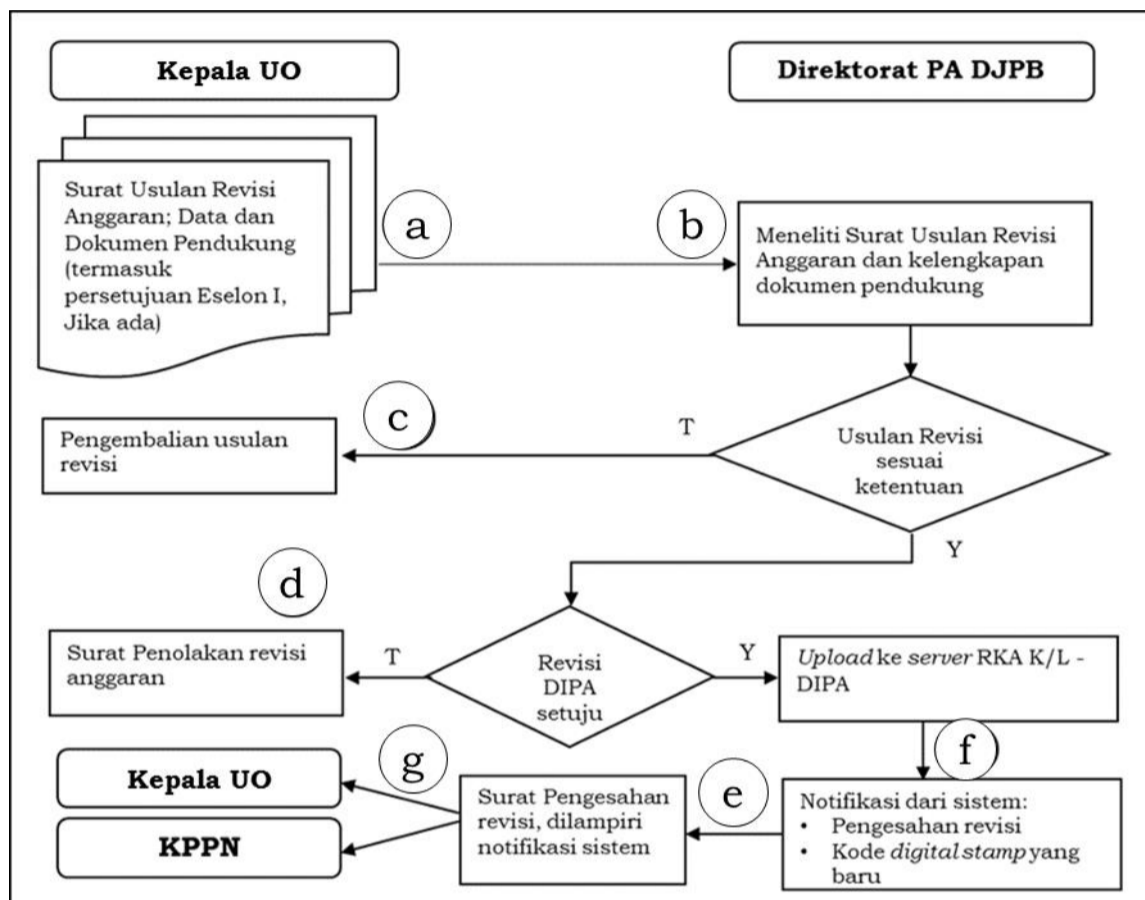 Kepala UO
Direktorat PA DJPB
Surat Usulan Revisi
Anggaran; Data dan
Dokumen Pendukung
(termasuk
persetujuan Eselon I,
Jika ada)
a
b
Meneliti Surat Usulan Revisi
Anggaran dan kelengkapan
dokumen pendukung
c
T
Pengembalian usulan
revisi
Usulan Revisi
sesuai
ketentuan
Y
d
Surat Penolakan revisi
anggaran
T
Revisi
DIPA
setuju
Y
Upload ke server RKA K/L -
DIPA
f
g
Kepala UO
KPPN
Surat Pengesahan
revisi, dilampiri
notifikasi sistem
e
Notifikasi dari sistem:
• Pengesahan revisi
• Kode digital stamp yang
baru